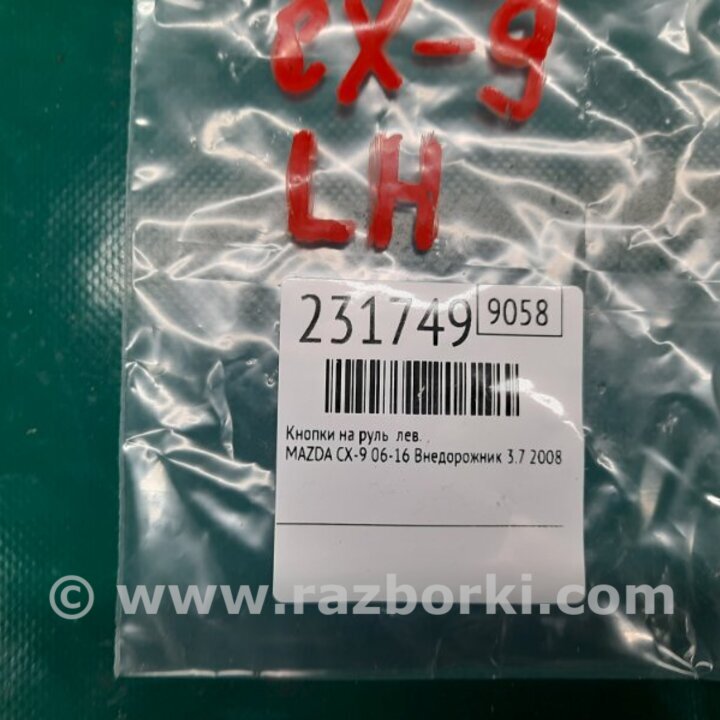 CX-9
LH
231749
9058
Кнопки на руль лев. ,
MAZDA CX-9 06-16 Внедорожник 3.7 2008
© www.razborki.com